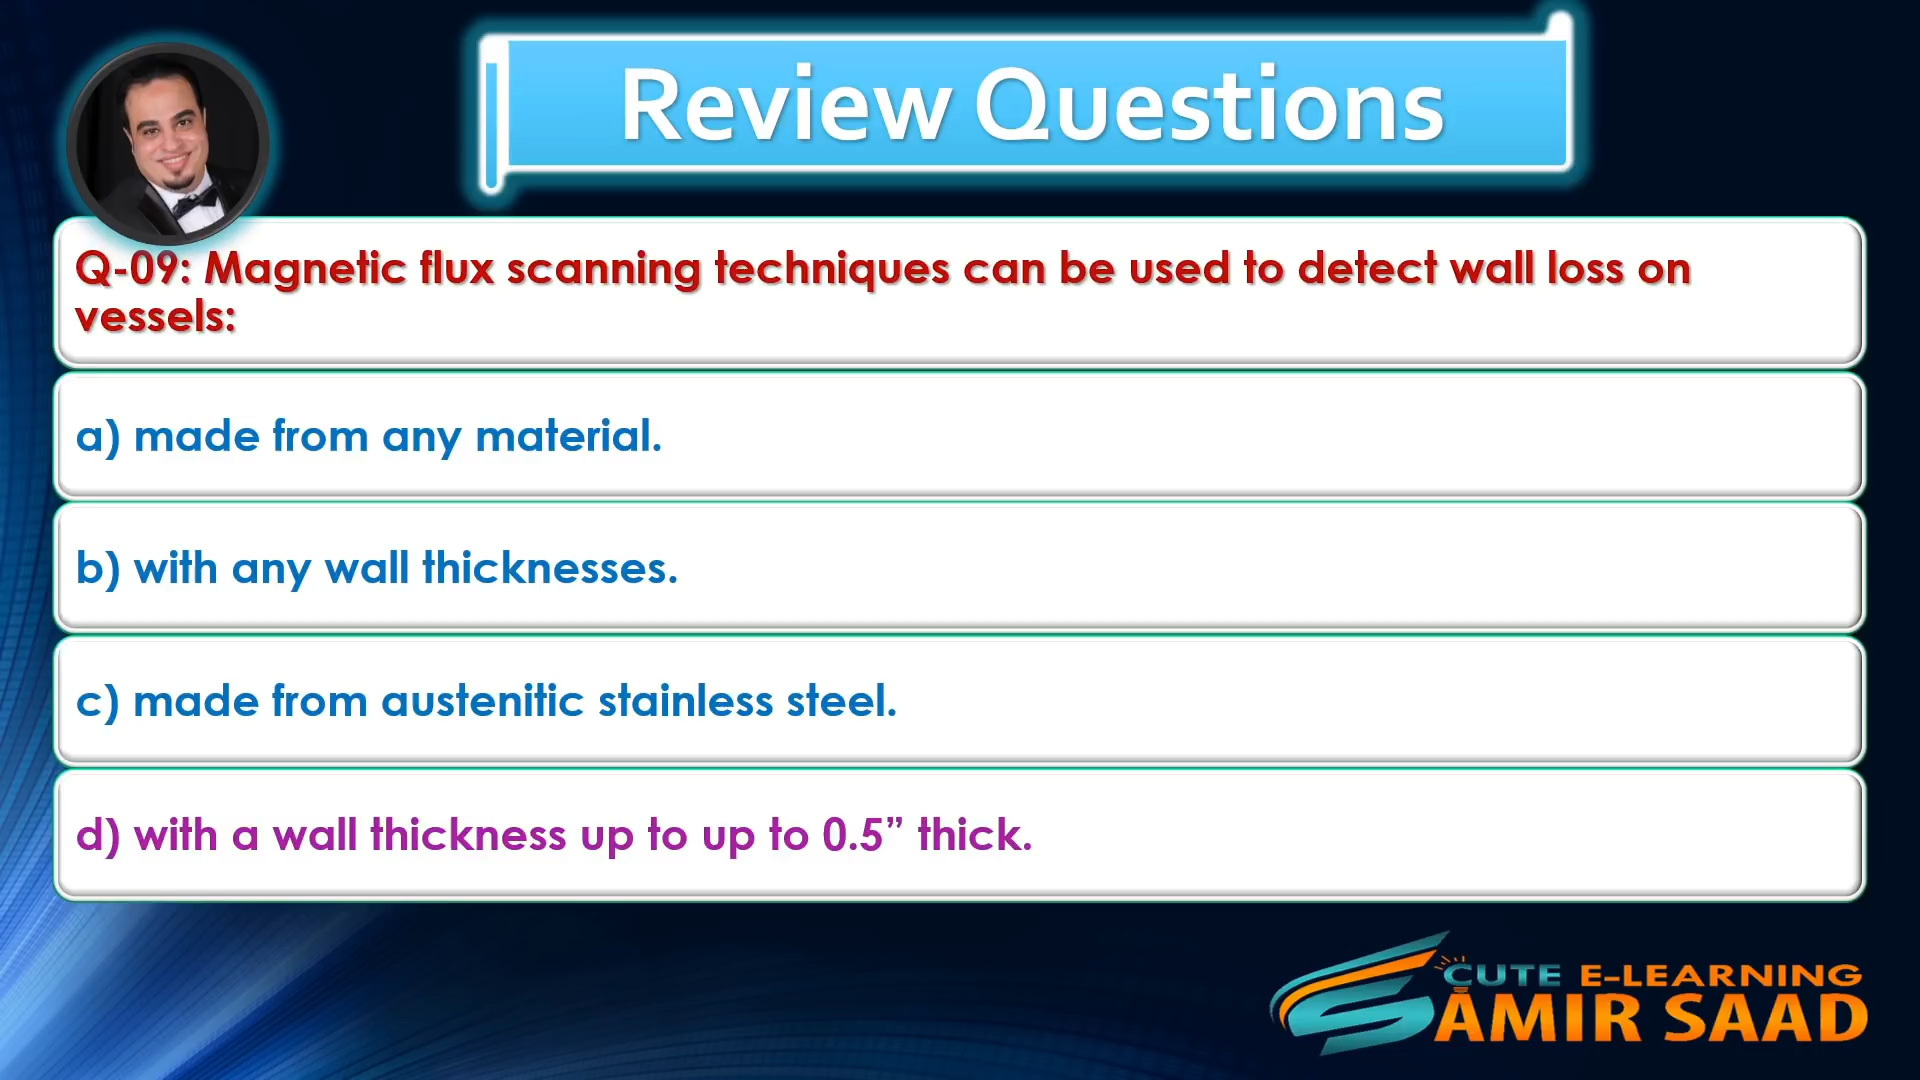 Review Questions
Q-09: Magnetic flux scanning techniques can be used to detect wall loss on
vessels:
a) made from any material.
b) with any wall thicknesses.
c) made from austenitic stainless steel.
d) with a wall thickness up to up to 0.5” thick.
CUTE E-LEARNING
AMIR SAAD